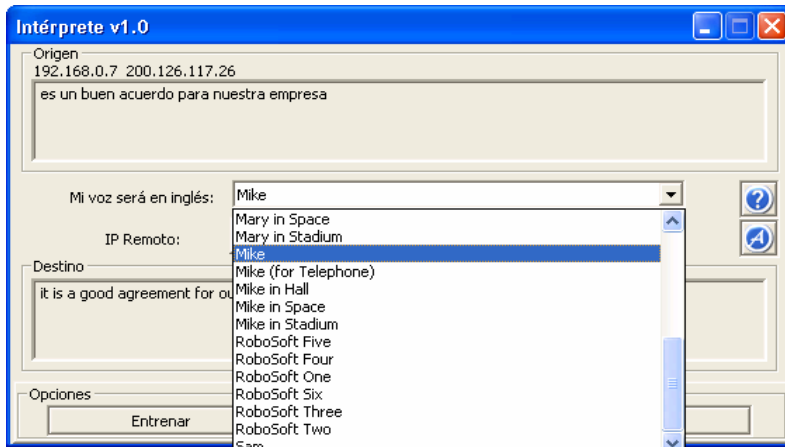 Intérprete v1.0
Origen
192.168.0.7 200.126.117.26
es un buen acuerdo para nuestra empresa
Mi voz será en inglés: Mike
Mary in Space
IP Remoto: Mary in Stadium
Mike
Destino
Mike (for Telephone)
it is a good agreement for
Mike in Hall
Mike in Space
Mike in Stadium
RoboSoft Five
RoboSoft Four
RoboSoft One
Opciones
RoboSoft Six
RoboSoft Three
Entrenar
RoboSoft Two
Sam